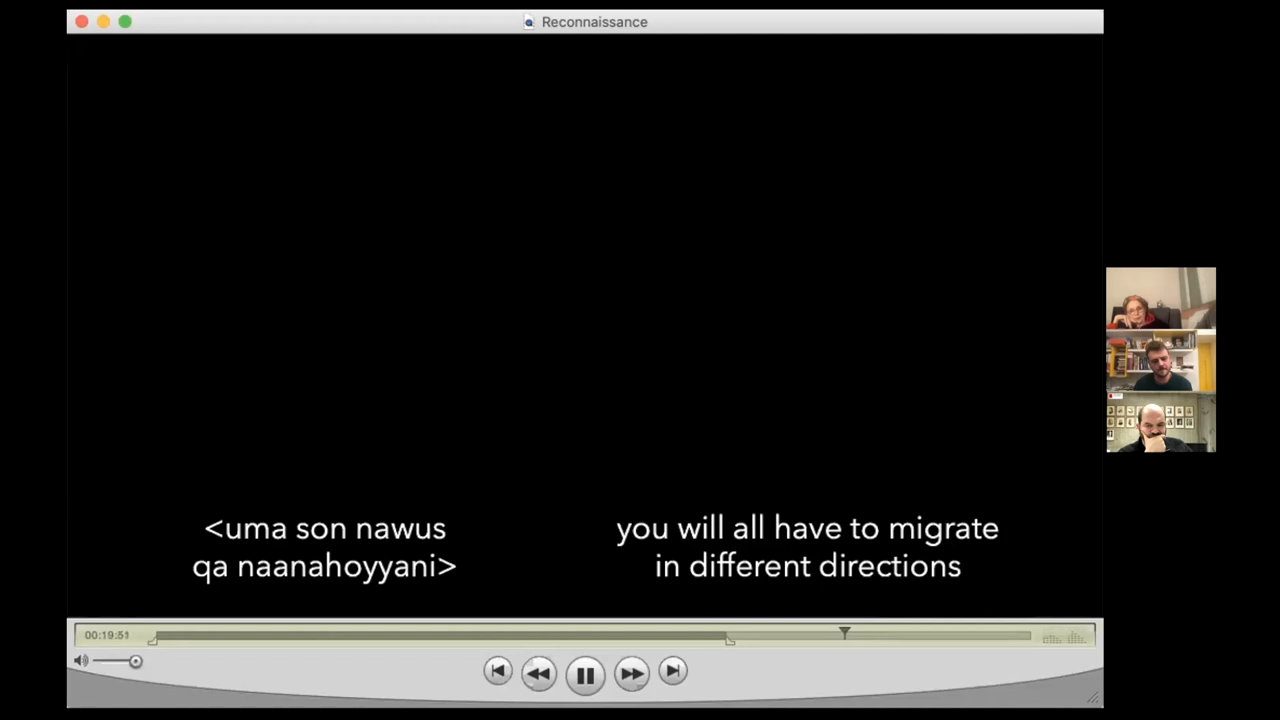 Reconnaissance
<uma son nawus
qa naanahoyyani>
you will all have to migrate
in different directions
00:19:51